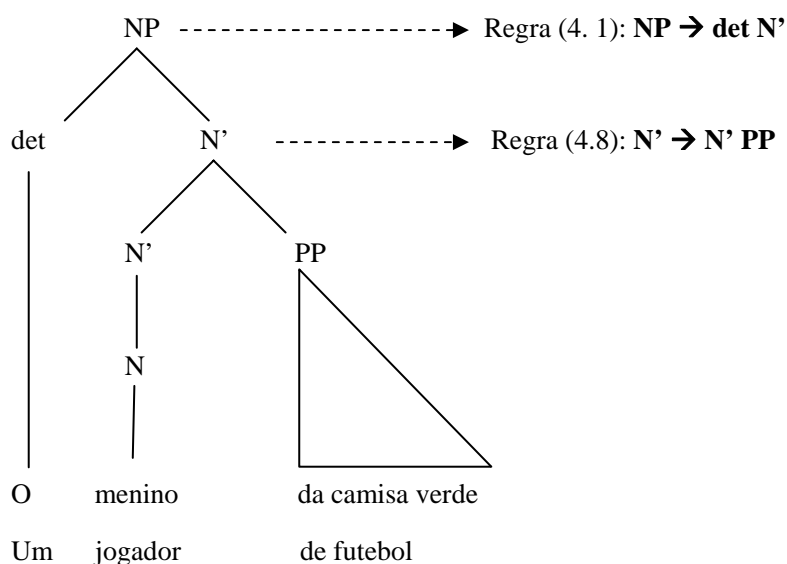 NP Regra (4. 1): NP → det N’
det N’ Regra (4.8): N’ → N’ PP
N’ PP
N
O menino da camisa verde
Um jogador de futebol